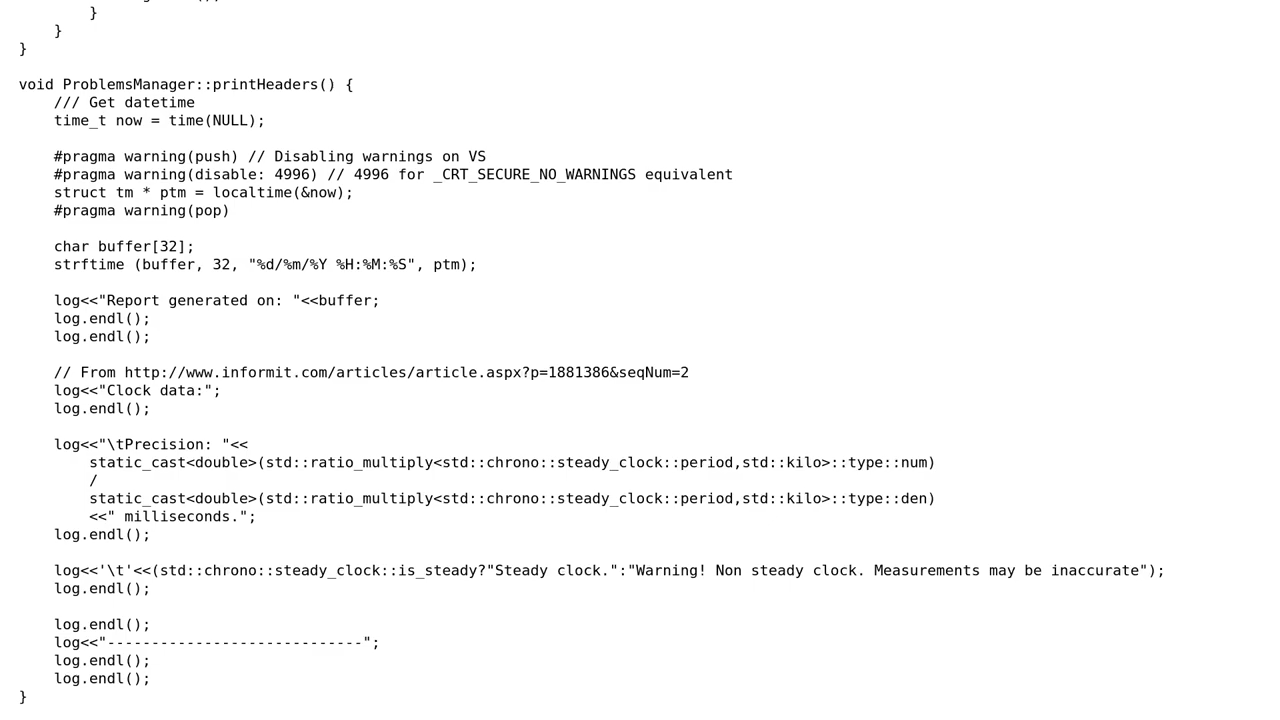 }
    }
}

void ProblemsManager::printHeaders() {
    /// Get datetime
    time_t now = time(NULL);

    #pragma warning(push) // Disabling warnings on VS
    #pragma warning(disable: 4996) // 4996 for _CRT_SECURE_NO_WARNINGS equivalent
    struct tm * ptm = localtime(&now);
    #pragma warning(pop)

    char buffer[32];
    strftime (buffer, 32, "%d/%m/%Y %H:%M:%S", ptm);

    log<<"Report generated on: "<<buffer;
    log.endl();
    log.endl();

    // From http://www.informit.com/articles/article.aspx?p=1881386&seqNum=2
    log<<"Clock data:";
    log.endl();

    log<<"\tPrecision: "<<
        static_cast<double>(std::ratio_multiply<std::chrono::steady_clock::period,std::kilo>::type::num)
        /
        static_cast<double>(std::ratio_multiply<std::chrono::steady_clock::period,std::kilo>::type::den)
        <<" milliseconds.";
    log.endl();

    log<<'\t'<<(std::chrono::steady_clock::is_steady?"Steady clock.":"Warning! Non steady clock. Measurements may be inaccurate");
    log.endl();

    log.endl();
    log<<"-----------------------------";
    log.endl();
    log.endl();
}